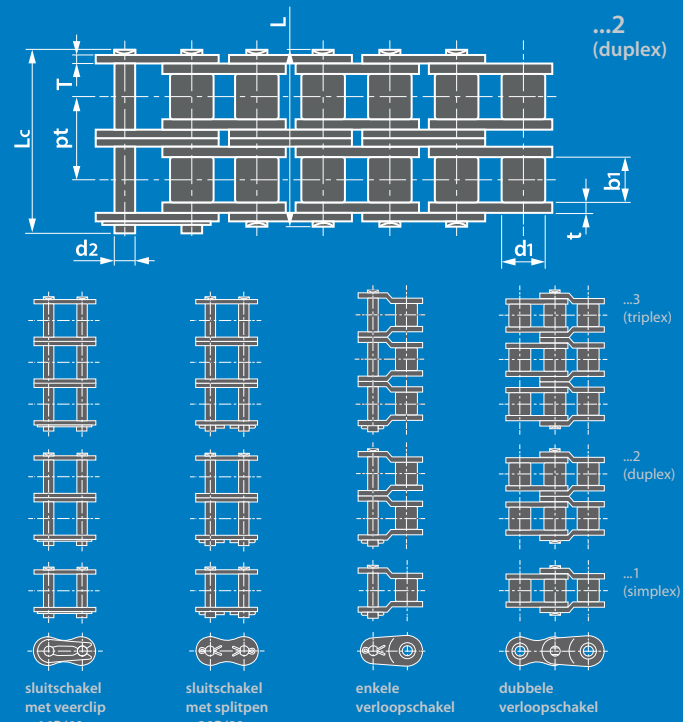 ...2
(duplex)
L
T
Lc
pt
b1
t
d2
d1
...3
(triplex)
...2
(duplex)
...1
(simplex)
sluitschakel
met veerclip
sluitschakel
met splitpen
enkele
verloopschakel
dubbele
verloopschakel